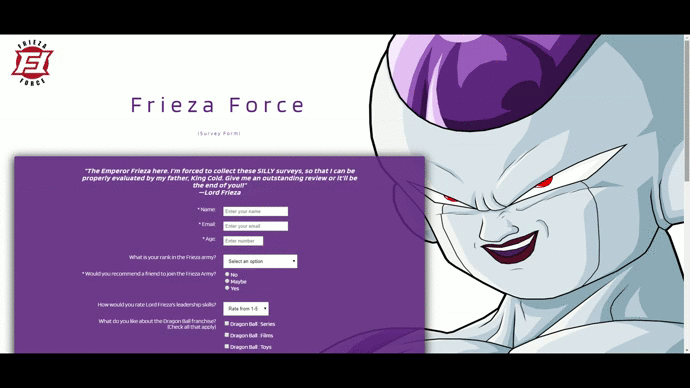 FRIEZA
FORCE
Frieza Force
(Survey Form)
"The Emperor Frieza here. I'm forced to collect these SILLY surveys, so that I can be
properly evaluated by my father, King Cold. Give me an outstanding review or it'll be
the end of you!!"
—Lord Frieza
* Name:
Enter your name
* Email:
Enter your email
* Age:
Enter number
What is your rank in the Frieza army?
Select an option
* Would you recommend a friend to join the Frieza Army?
No
Maybe
Yes
How would you rate Lord Frieza's leadership skills?
Rate from 1-5
What do you like about the Dragon Ball franchise?
(Check all that apply)
Dragon Ball : Series
Dragon Ball : Films
Dragon Ball : Toys